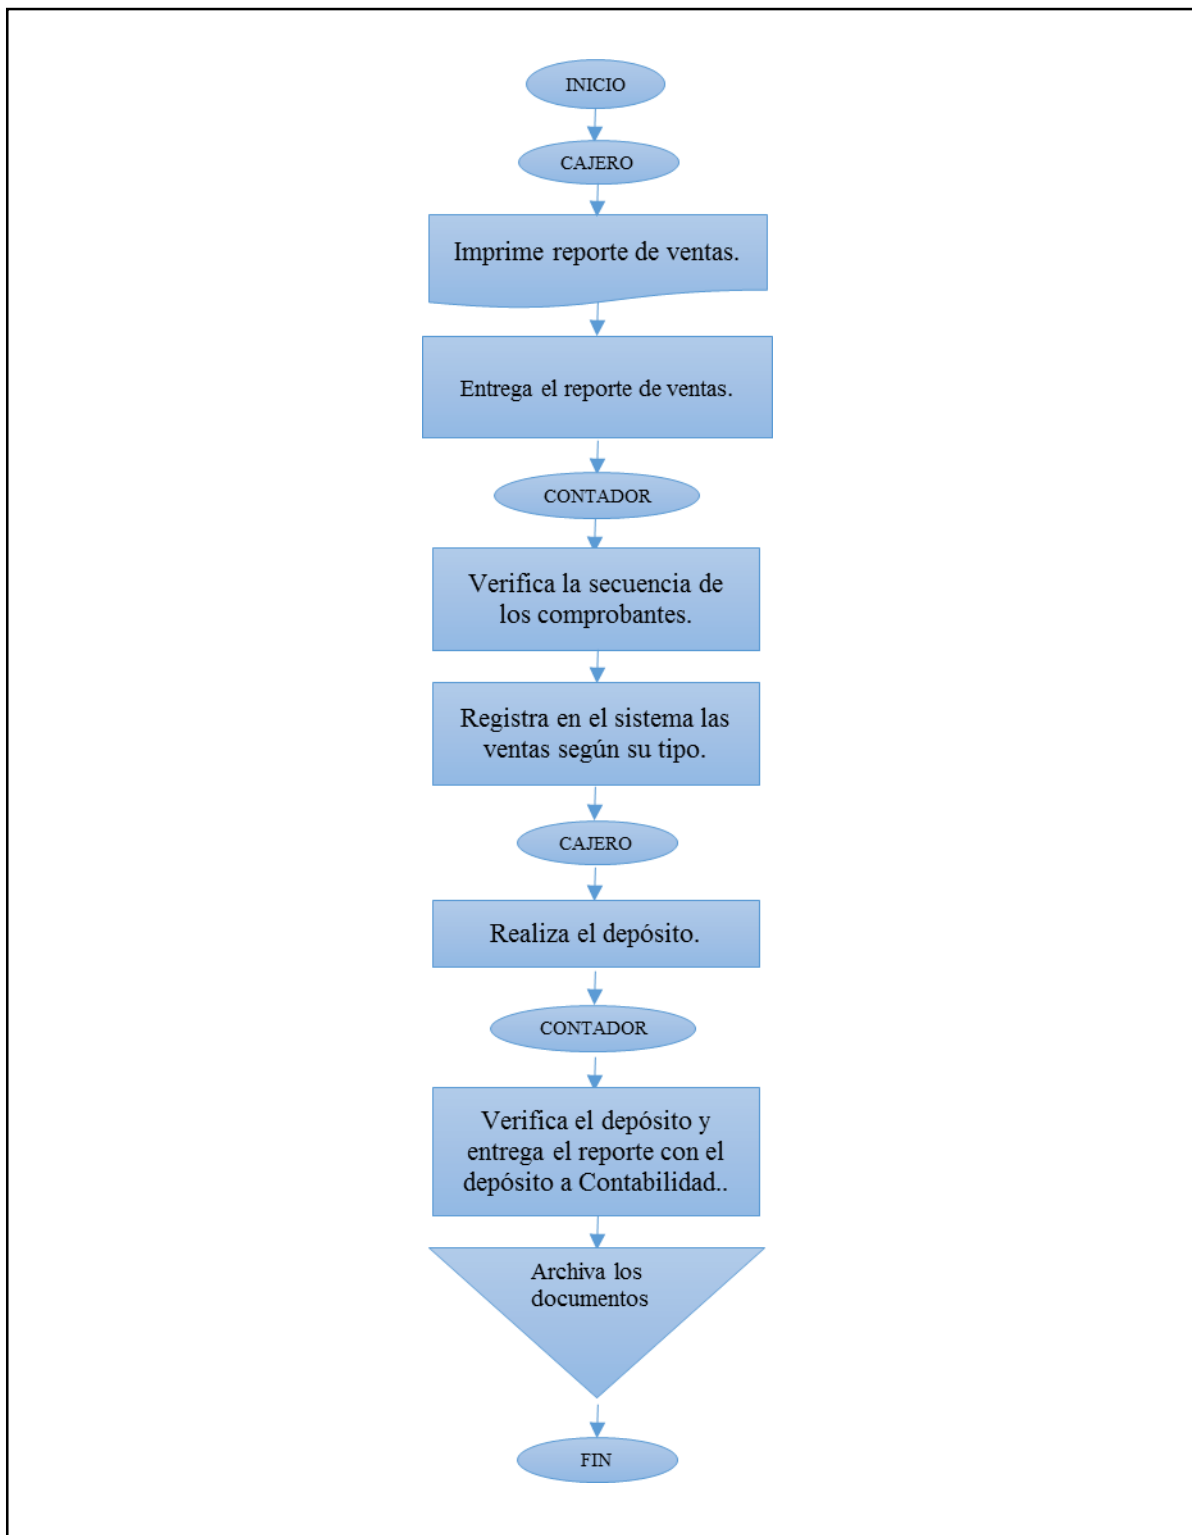 INICIO
CAJERO
Imprime reporte de ventas.
Entrega el reporte de ventas.
CONTADOR
Verifica la secuencia de
los comprobantes.
Registra en el sistema las
ventas según su tipo.
CAJERO
Realiza el depósito.
CONTADOR
Verifica el depósito y
entrega el reporte con el
depósito a Contabilidad..
Archiva los
documentos
FIN